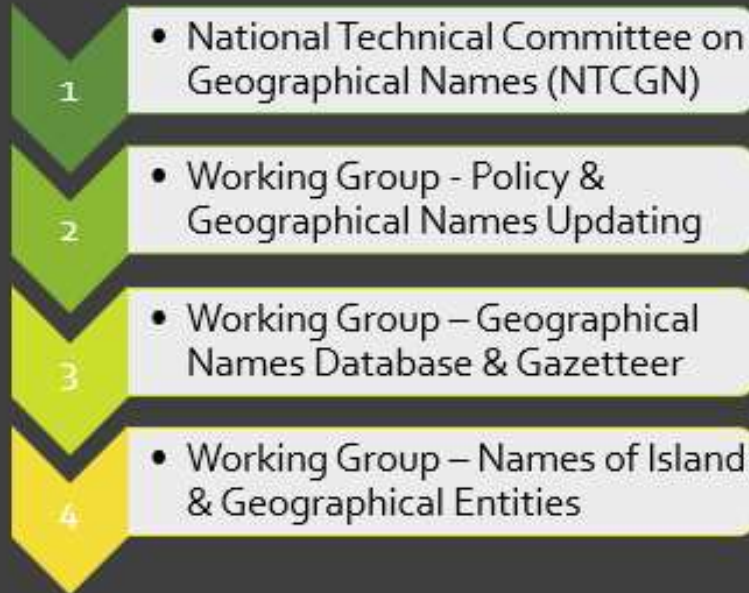 1
• National Technical Committee on
Geographical Names (NTCGN)
2
• Working Group - Policy &
Geographical Names Updating
3
• Working Group – Geographical
Names Database & Gazetteer
4
• Working Group – Names of Island
& Geographical Entities